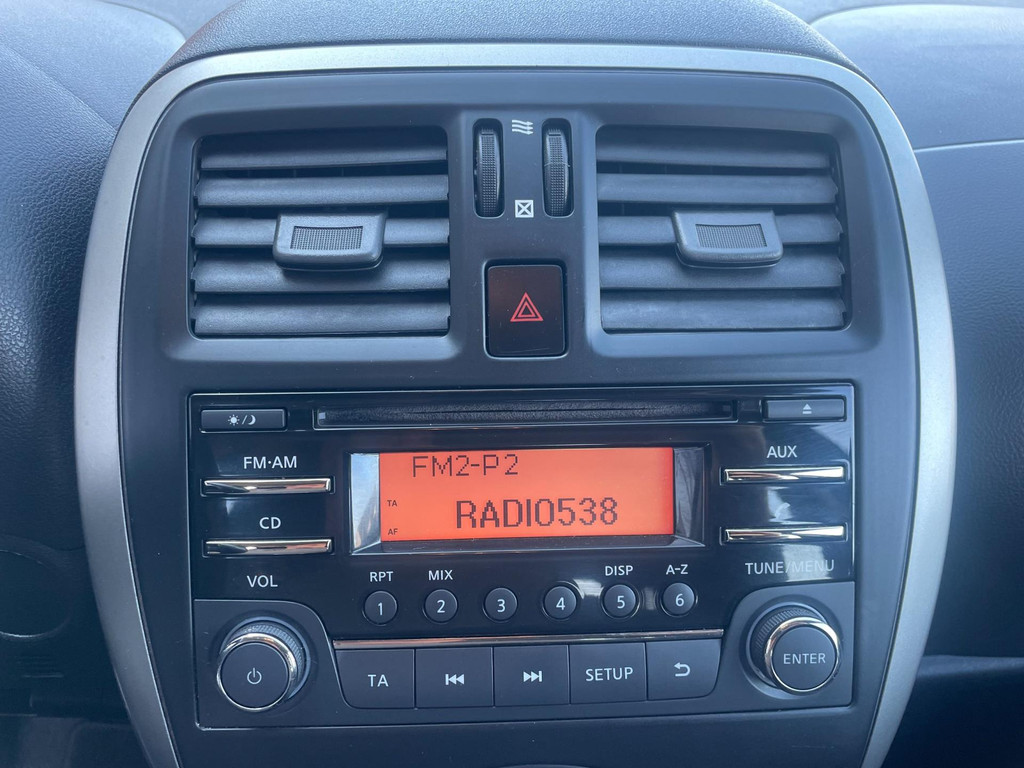 FM·AM
AUX
FM2-P2
TA
RADIO538
AF
CD
VOL
TUNE/MENU
RPT
MIX
DISP
A-Z
1
2
3
4
5
6
TA
SETUP
ENTER